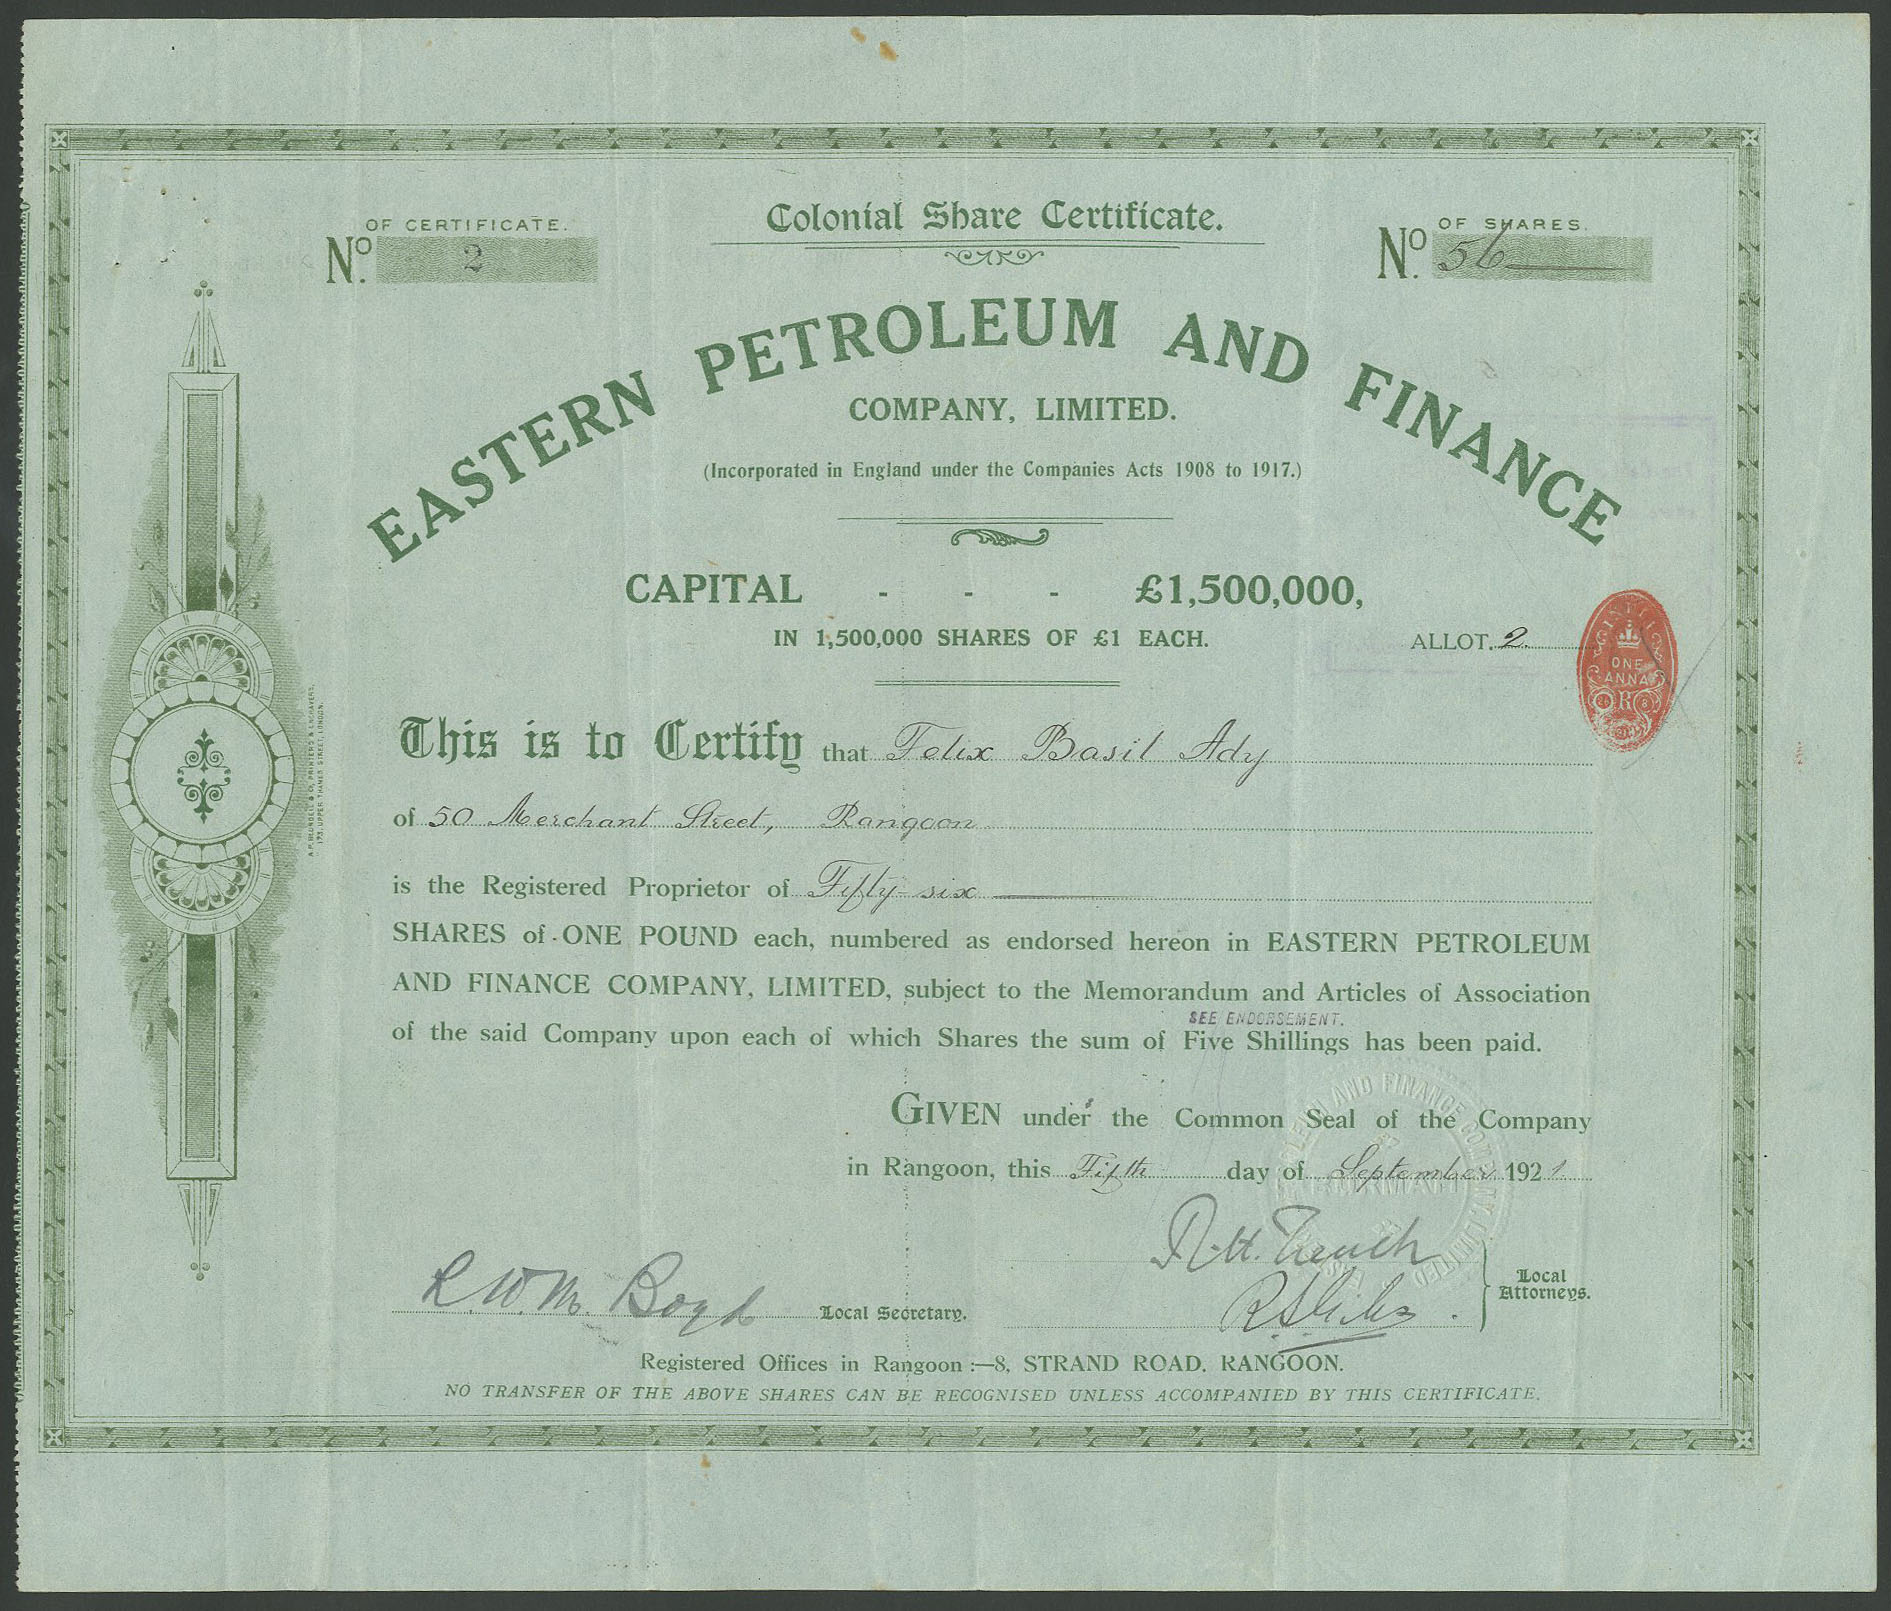 Colonial Share Certificate.
OF CERTIFICATE.
No. 2
OF SHARES.
No. 56
EASTERN PETROLEUM AND FINANCE
COMPANY, LIMITED.
(Incorporated in England under the Companies Acts 1908 to 1917.)
CAPITAL - - - £1,500,000,
IN 1,500,000 SHARES OF £1 EACH.
ALLOT. 2.
ONE
ANNA
This is to Certify that Felix Basil Ady
of 50 Merchant Street, Rangoon
is the Registered Proprietor of Fifty-six
SHARES of ONE POUND each, numbered as endorsed hereon in EASTERN PETROLEUM
AND FINANCE COMPANY, LIMITED, subject to the Memorandum and Articles of Association
SEE ENDORSEMENT.
of the said Company upon each of which Shares the sum of Five Shillings has been paid.
GIVEN under the Common Seal of the Company
in Rangoon, this Fifth day of September 1921
R. W. M. Boyd Local Secretary.
Local
Attorneys.
Registered Offices in Rangoon :—8, STRAND ROAD, RANGOON.
NO TRANSFER OF THE ABOVE SHARES CAN BE RECOGNISED UNLESS ACCOMPANIED BY THIS CERTIFICATE.